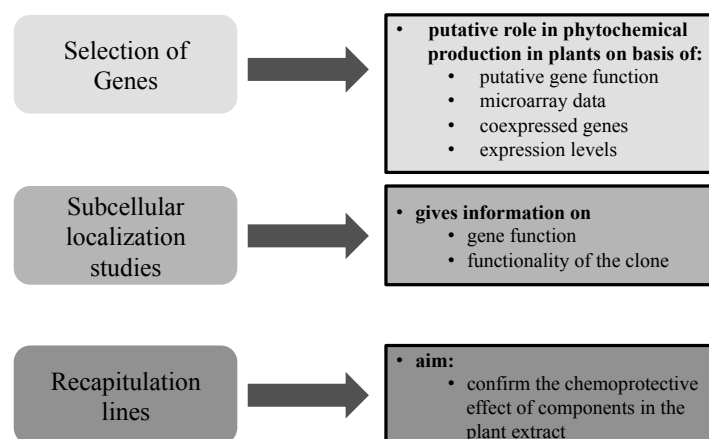 Selection of
Genes
• putative role in phytochemical
production in plants on basis of:
• putative gene function
• microarray data
• coexpressed genes
• expression levels
Subcellular
localization
studies
• gives information on
• gene function
• functionality of the clone
Recapitulation
lines
• aim:
• confirm the chemoprotective
effect of components in the
plant extract